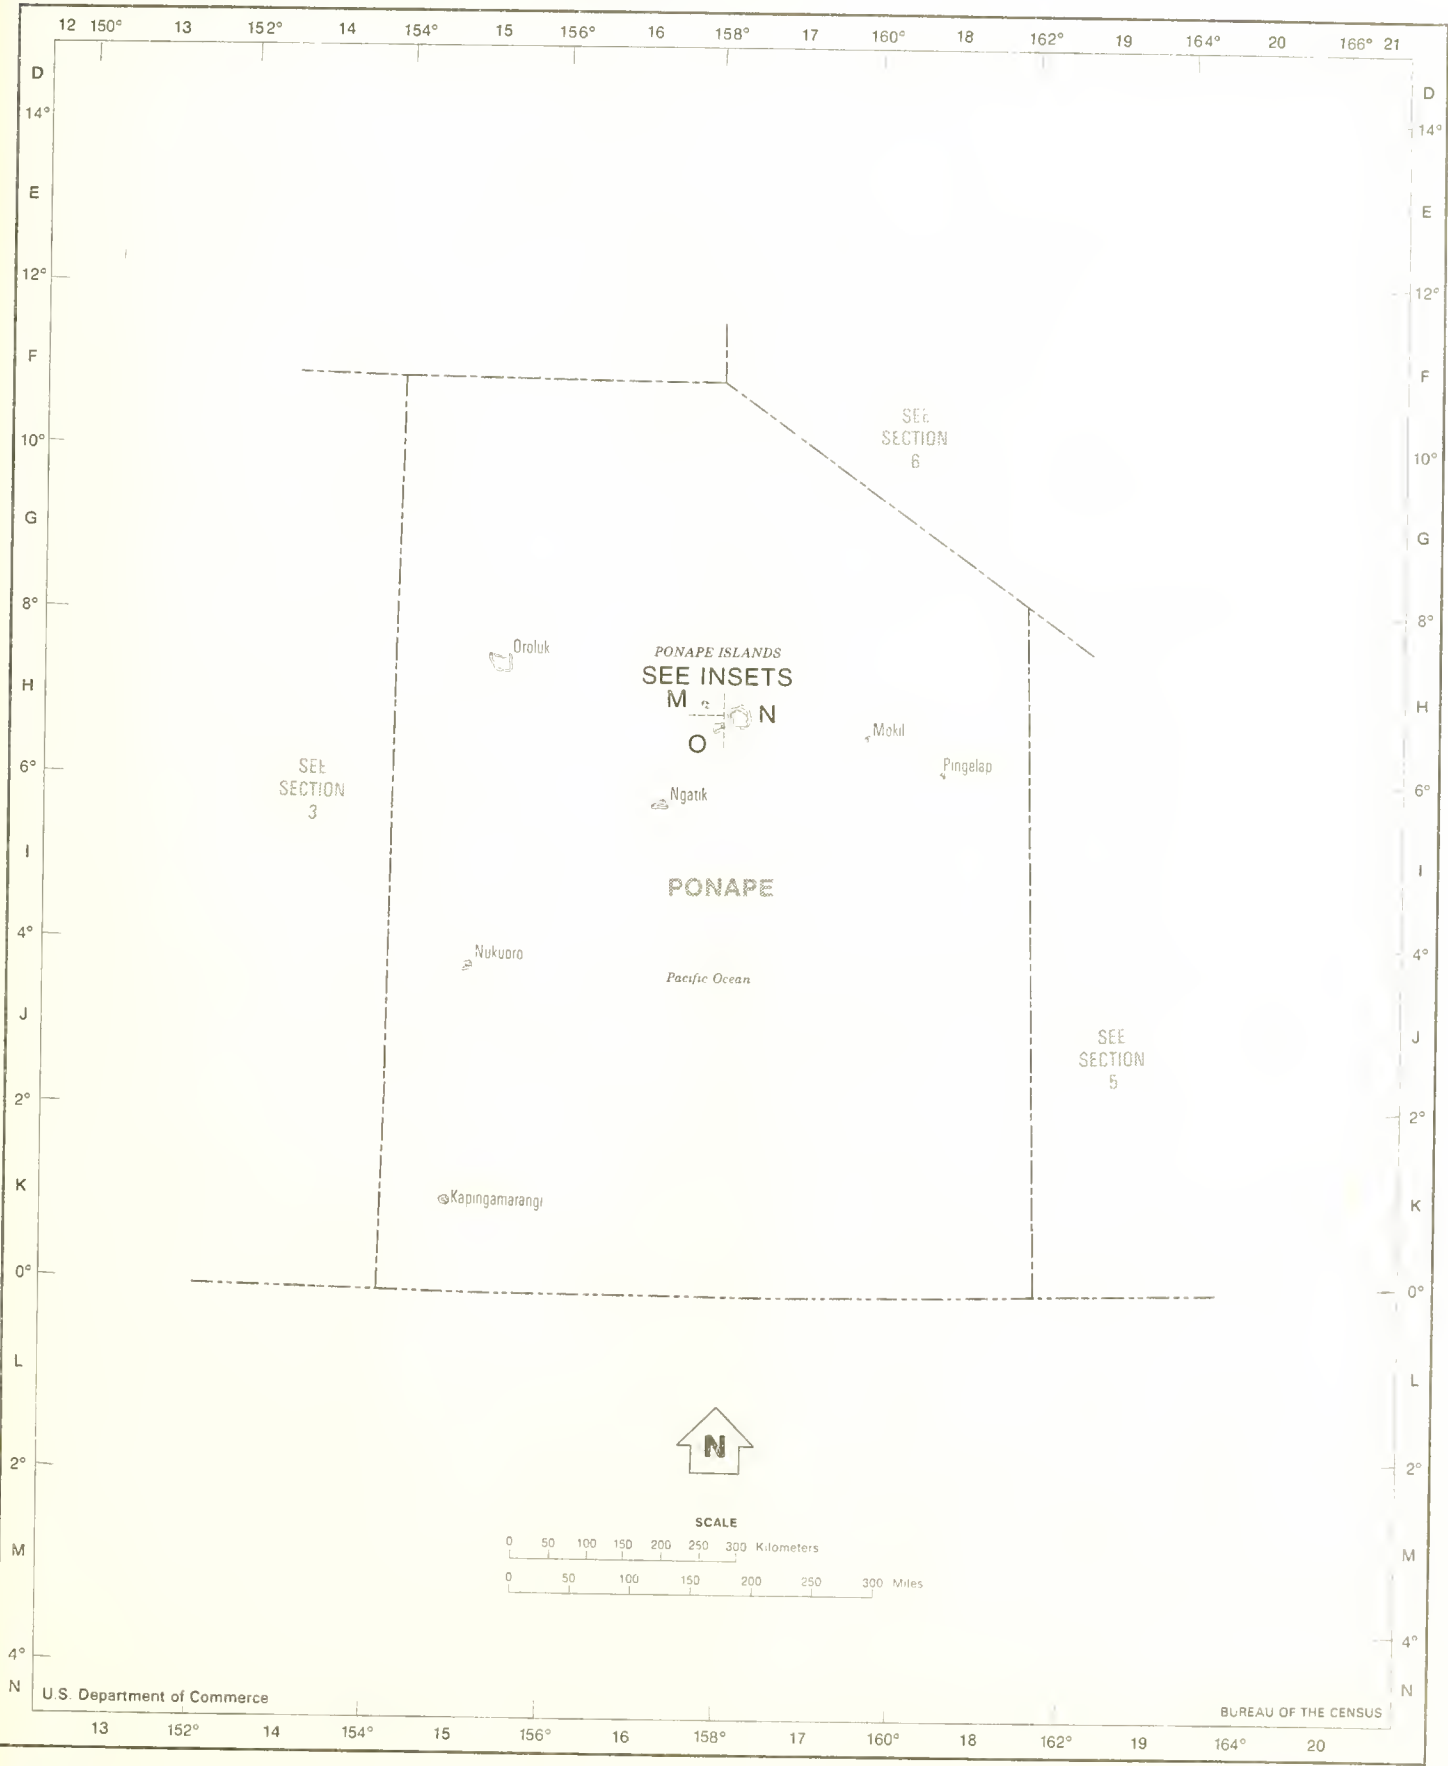 12 150° 13 152° 14 154° 15 156° 16 158° 17 160° 18 162° 19 164° 20 166° 21
D D
14° 14°
E E
12° 12°
F F
SEE
SECTION
6
10° 10°
G G
8° 8°
Oroluk
PONAPE ISLANDS
SEE INSETS
H H
M N
O
Mokil
6° 6°
SEE
SECTION
3
Pingelap
Ngatik
I I
PONAPE
4° 4°
Nukuoro
Pacific Ocean
J J
SEE
SECTION
5
2° 2°
K K
Kapingamarangi
0° 0°
L L
N
2° 2°
SCALE
0 50 100 150 200 250 300 Kilometers
M M
0 50 100 150 200 250 300 Miles
4° 4°
N N
U.S. Department of Commerce
BUREAU OF THE CENSUS
13 152° 14 154° 15 156° 16 158° 17 160° 18 162° 19 164° 20